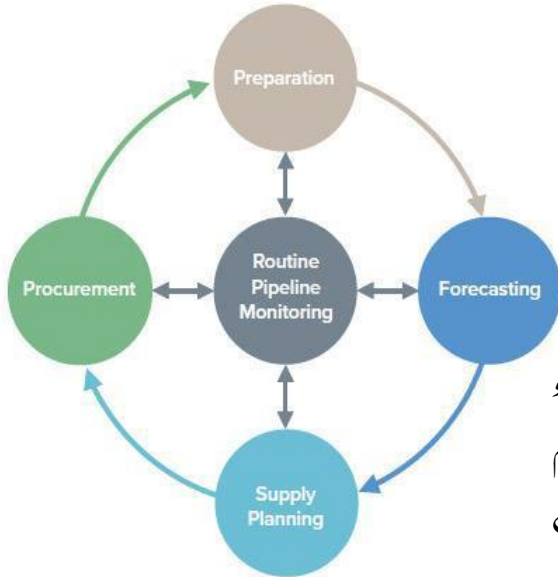 Preparation
Procurement
Routine
Pipeline
Monitoring
Forecasting
Supply
Planning